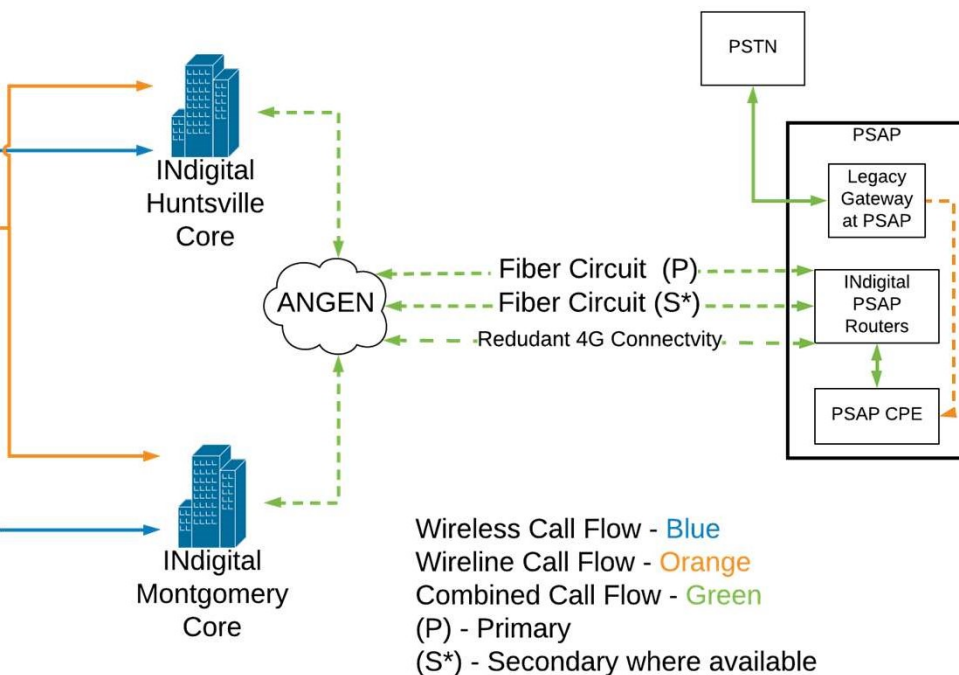 PSTN
PSAP
INdigital
Huntsville
Core
Legacy
Gateway
at PSAP
ANGEN
Fiber Circuit (P)
Fiber Circuit (S*)
Redudant 4G Connectvity
INdigital
PSAP
Routers
PSAP CPE
INdigital
Montgomery
Core
Wireless Call Flow - Blue
Wireline Call Flow - Orange
Combined Call Flow - Green
(P) - Primary
(S*) - Secondary where available